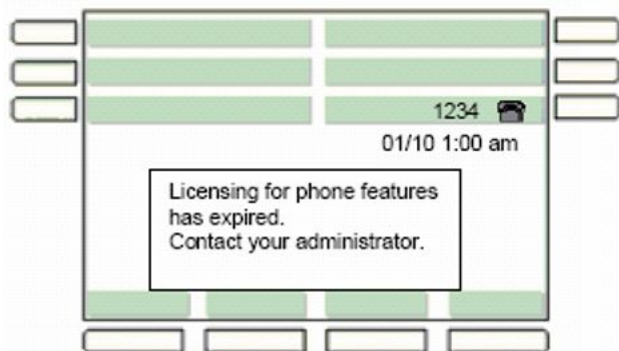 1234
01/10 1:00 am
Licensing for phone features
has expired.
Contact your administrator.